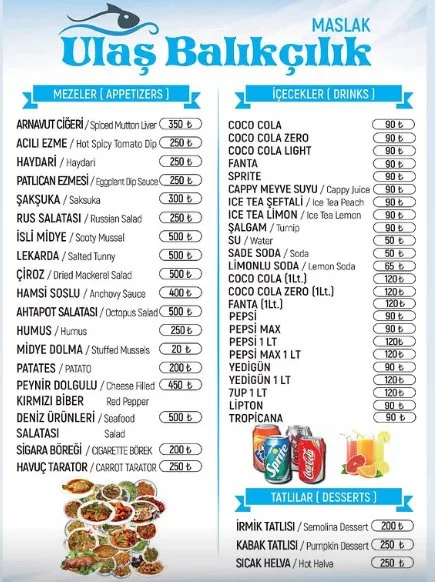 MASLAK
Ulaş Balıkçılık
MEZELER ( APPETIZERS )
ARNAVUT CİĞERİ / Spiced Mutton Liver 350 ₺
ACILI EZME / Hot Spicy Tomato Dip 250 ₺
HAYDARİ / Haydari 250 ₺
PATLICAN EZMESİ / Eggplant Dip Sauce 250 ₺
ŞAKŞUKA / Saksuka 300 ₺
RUS SALATASI / Russian Salad 250 ₺
İSLİ MİDYE / Sooty Mussel 500 ₺
LEKARDA / Salted Tunny 500 ₺
ÇİROZ / Dried Mackerel Salad 500 ₺
HAMSİ SOSLU / Anchovy Sauce 400 ₺
AHTAPOT SALATASI / Octopus Salad 500 ₺
HUMUS / Humus 250 ₺
MİDYE DOLMA / Stuffed Mussels 20 ₺
PATATES / POTATO 200 ₺
PEYNİR DOLGULU / Cheese Filled 450 ₺
KIRMIZI BİBER Red Pepper
DENİZ ÜRÜNLERİ / Seafood 500 ₺
SALATASI Salad
SİGARA BÖREĞİ / CIGARETTE BÖREK 200 ₺
HAVUÇ TARATOR / CARROT TARATOR 250 ₺
İÇECEKLER ( DRINKS )
COCO COLA 90 ₺
COCO COLA ZERO 90 ₺
COCO COLA LIGHT 90 ₺
FANTA 90 ₺
SPRITE 90 ₺
CAPPY MEYVE SUYU / Cappy Juice 90 ₺
ICE TEA ŞEFTALİ / Ice Tea Peach 90 ₺
ICE TEA LİMON / Ice Tea Lemon 90 ₺
ŞALGAM / Turnip 90 ₺
SU / Water 50 ₺
SADE SODA / Soda 50 ₺
LIMONLU SODA / Lemon Soda 65 ₺
COCO COLA (1Lt.) 120 ₺
COCO COLA ZERO (1Lt.) 120 ₺
FANTA (1Lt.) 120 ₺
PEPSİ 90 ₺
PEPSİ MAX 90 ₺
PEPSİ 1 LT 120 ₺
PEPSİ MAX 1 LT 120 ₺
YEDİGÜN 90 ₺
YEDİGÜN 1 LT 120 ₺
7UP 1 LT 120 ₺
LİPTON 90 ₺
TROPİCANA 90 ₺
Sprite
Coca-Cola
TATLILAR ( DESSERTS )
İRMİK TATLISI / Semolina Dessert 200 ₺
KABAK TATLISI / Pumpkin Dessert 250 ₺
SICAK HELVA / Hot Halva 250 ₺